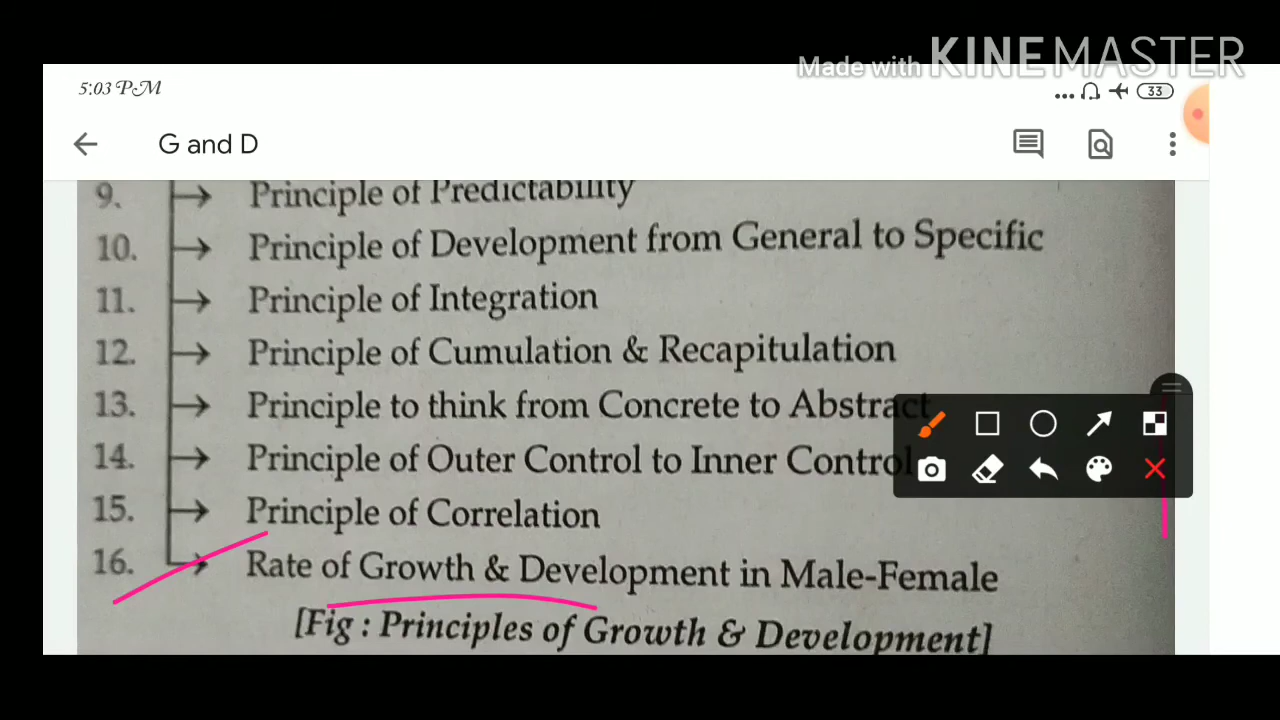 Made with KINEMASTER
5:03 PM
33
G and D
9. Principle of Predictability
10. Principle of Development from General to Specific
11. Principle of Integration
12. Principle of Cumulation & Recapitulation
13. Principle to think from Concrete to Abstract
14. Principle of Outer Control to Inner Control
15. Principle of Correlation
16. Rate of Growth & Development in Male-Female
[Fig : Principles of Growth & Development]